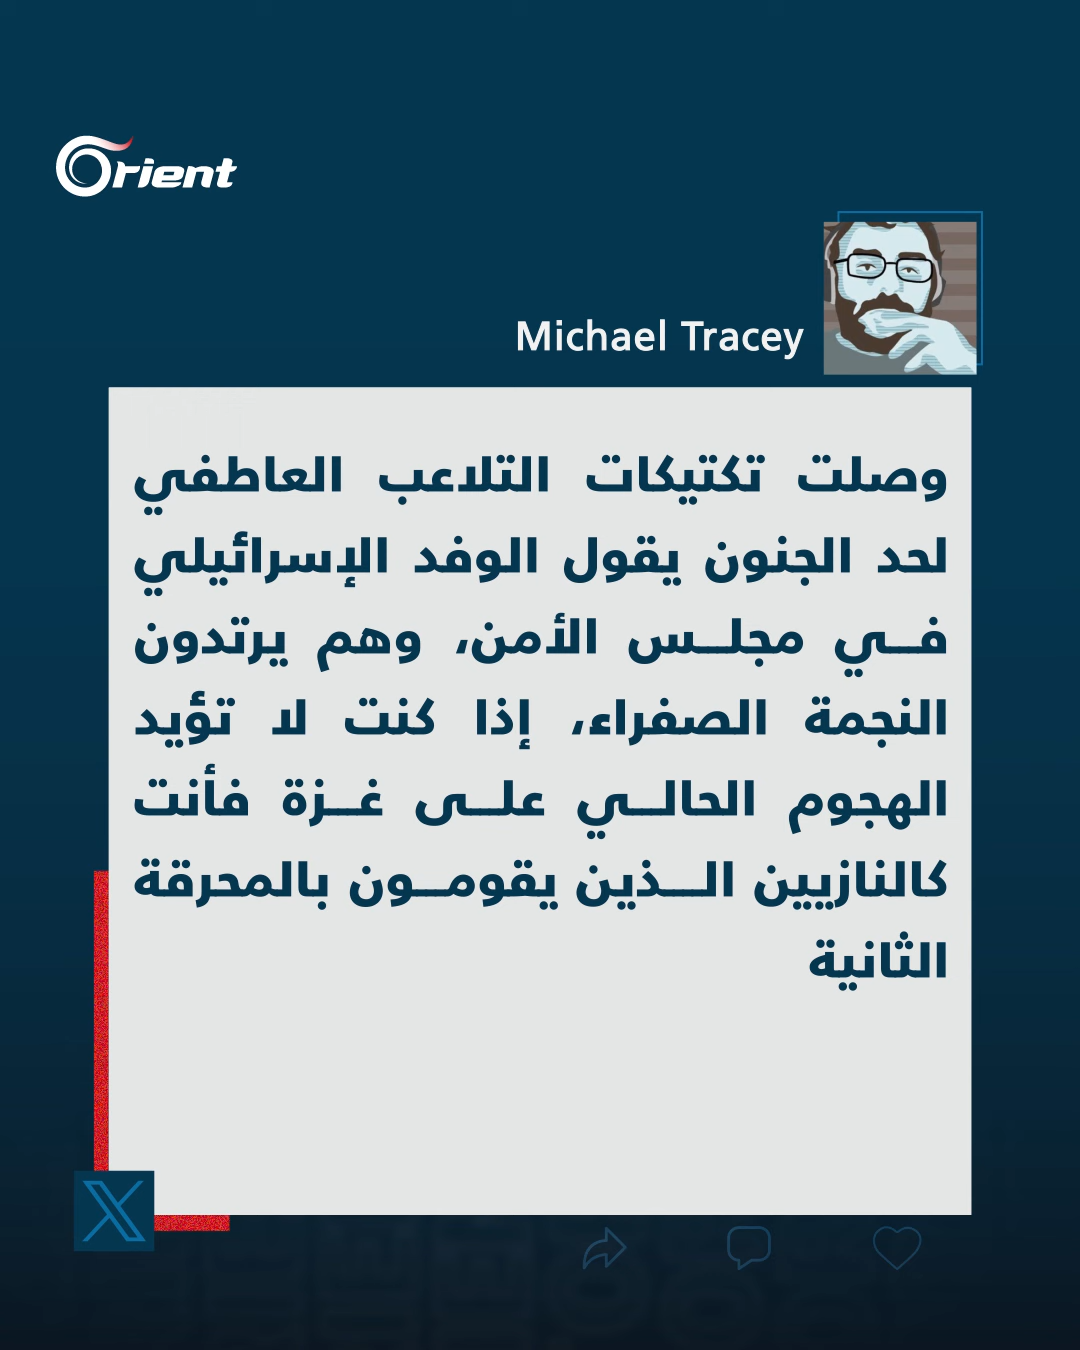 Orient
Michael Tracey
وصلت تكتيكات التلاعب العاطفي
لحد الجنون يقول الوفد الإسرائيلي
في مجلس الأمن، وهم يرتدون
النجمة الصفراء، إذا كنت لا تؤيد
الهجوم الحالي على غزة فأنت
كالنازيين الذين يقومون بالمحرقة
الثانية